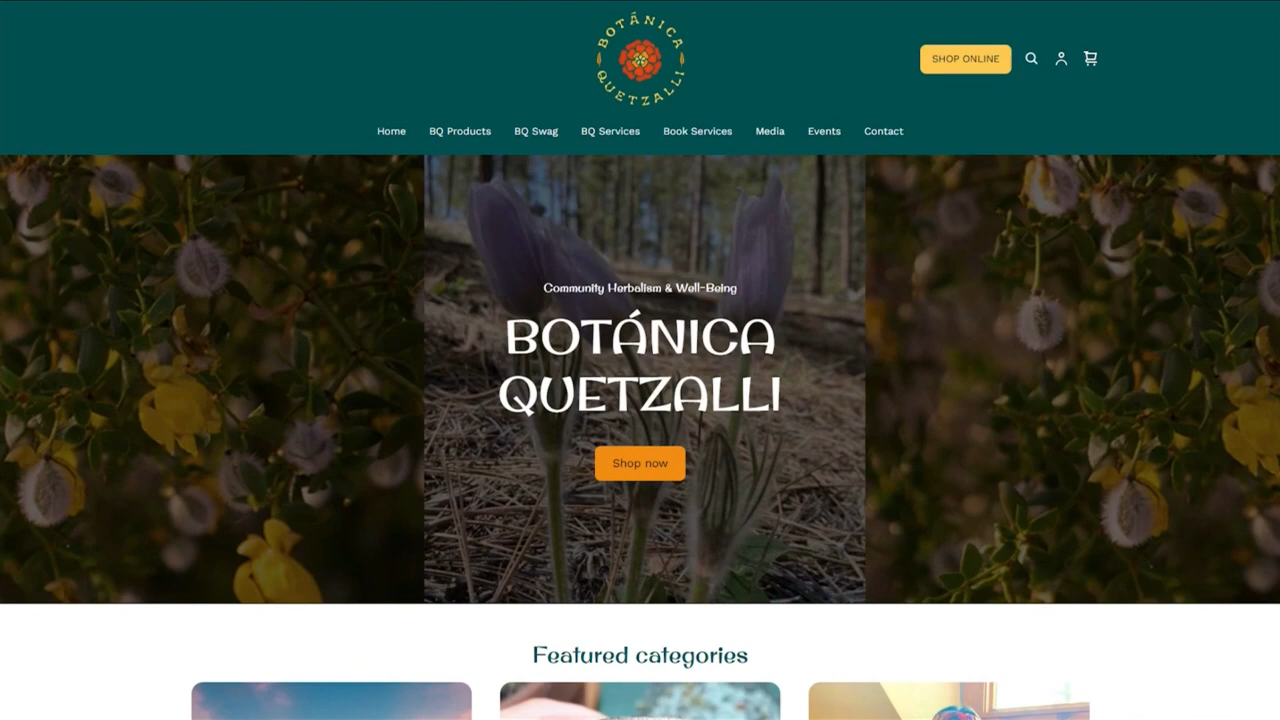 BOTÁNICA
QUETZALLI
SHOP ONLINE
Home BQ Products BQ Swag BQ Services Book Services Media Events Contact
Community Herbalism & Well-Being
BOTÁNICA
QUETZALLI
Shop now
Featured categories